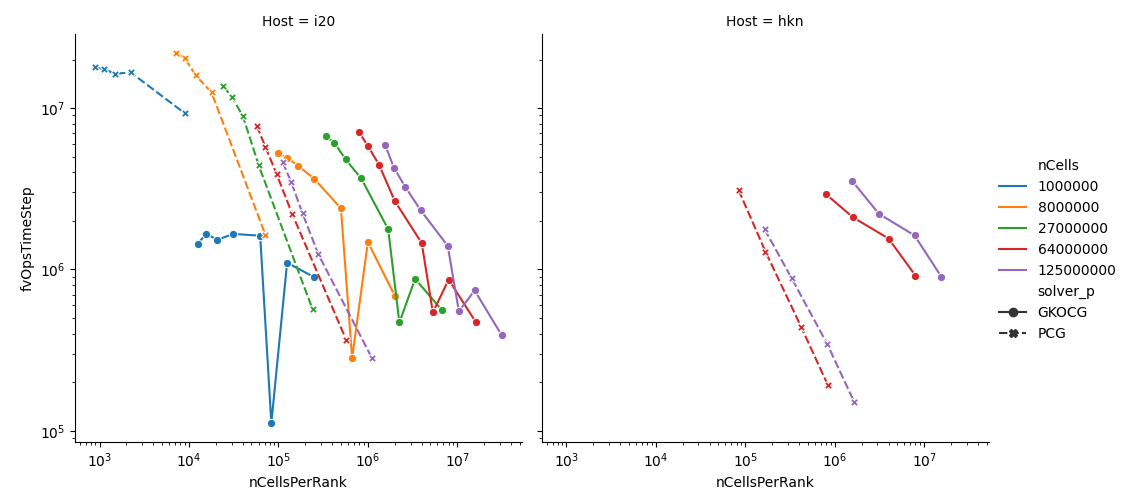 Host = i20
Host = hkn
fvOpsTimeStep
10^7
10^6
10^5
10^3 10^4 10^5 10^6 10^7
10^3 10^4 10^5 10^6 10^7
nCellsPerRank
nCellsPerRank
nCells
1000000
8000000
27000000
64000000
125000000
solver_p
GKOCG
PCG